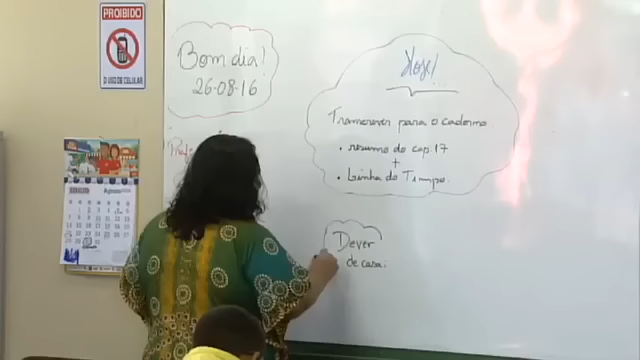 PROIBIDO
O USO DE CELULAR
Bom dia!
26.08.16
Hoje!
Transcrever para o caderno
• resumo do cap. 17
+
• Linha do Tempo.
Dever
de casa: